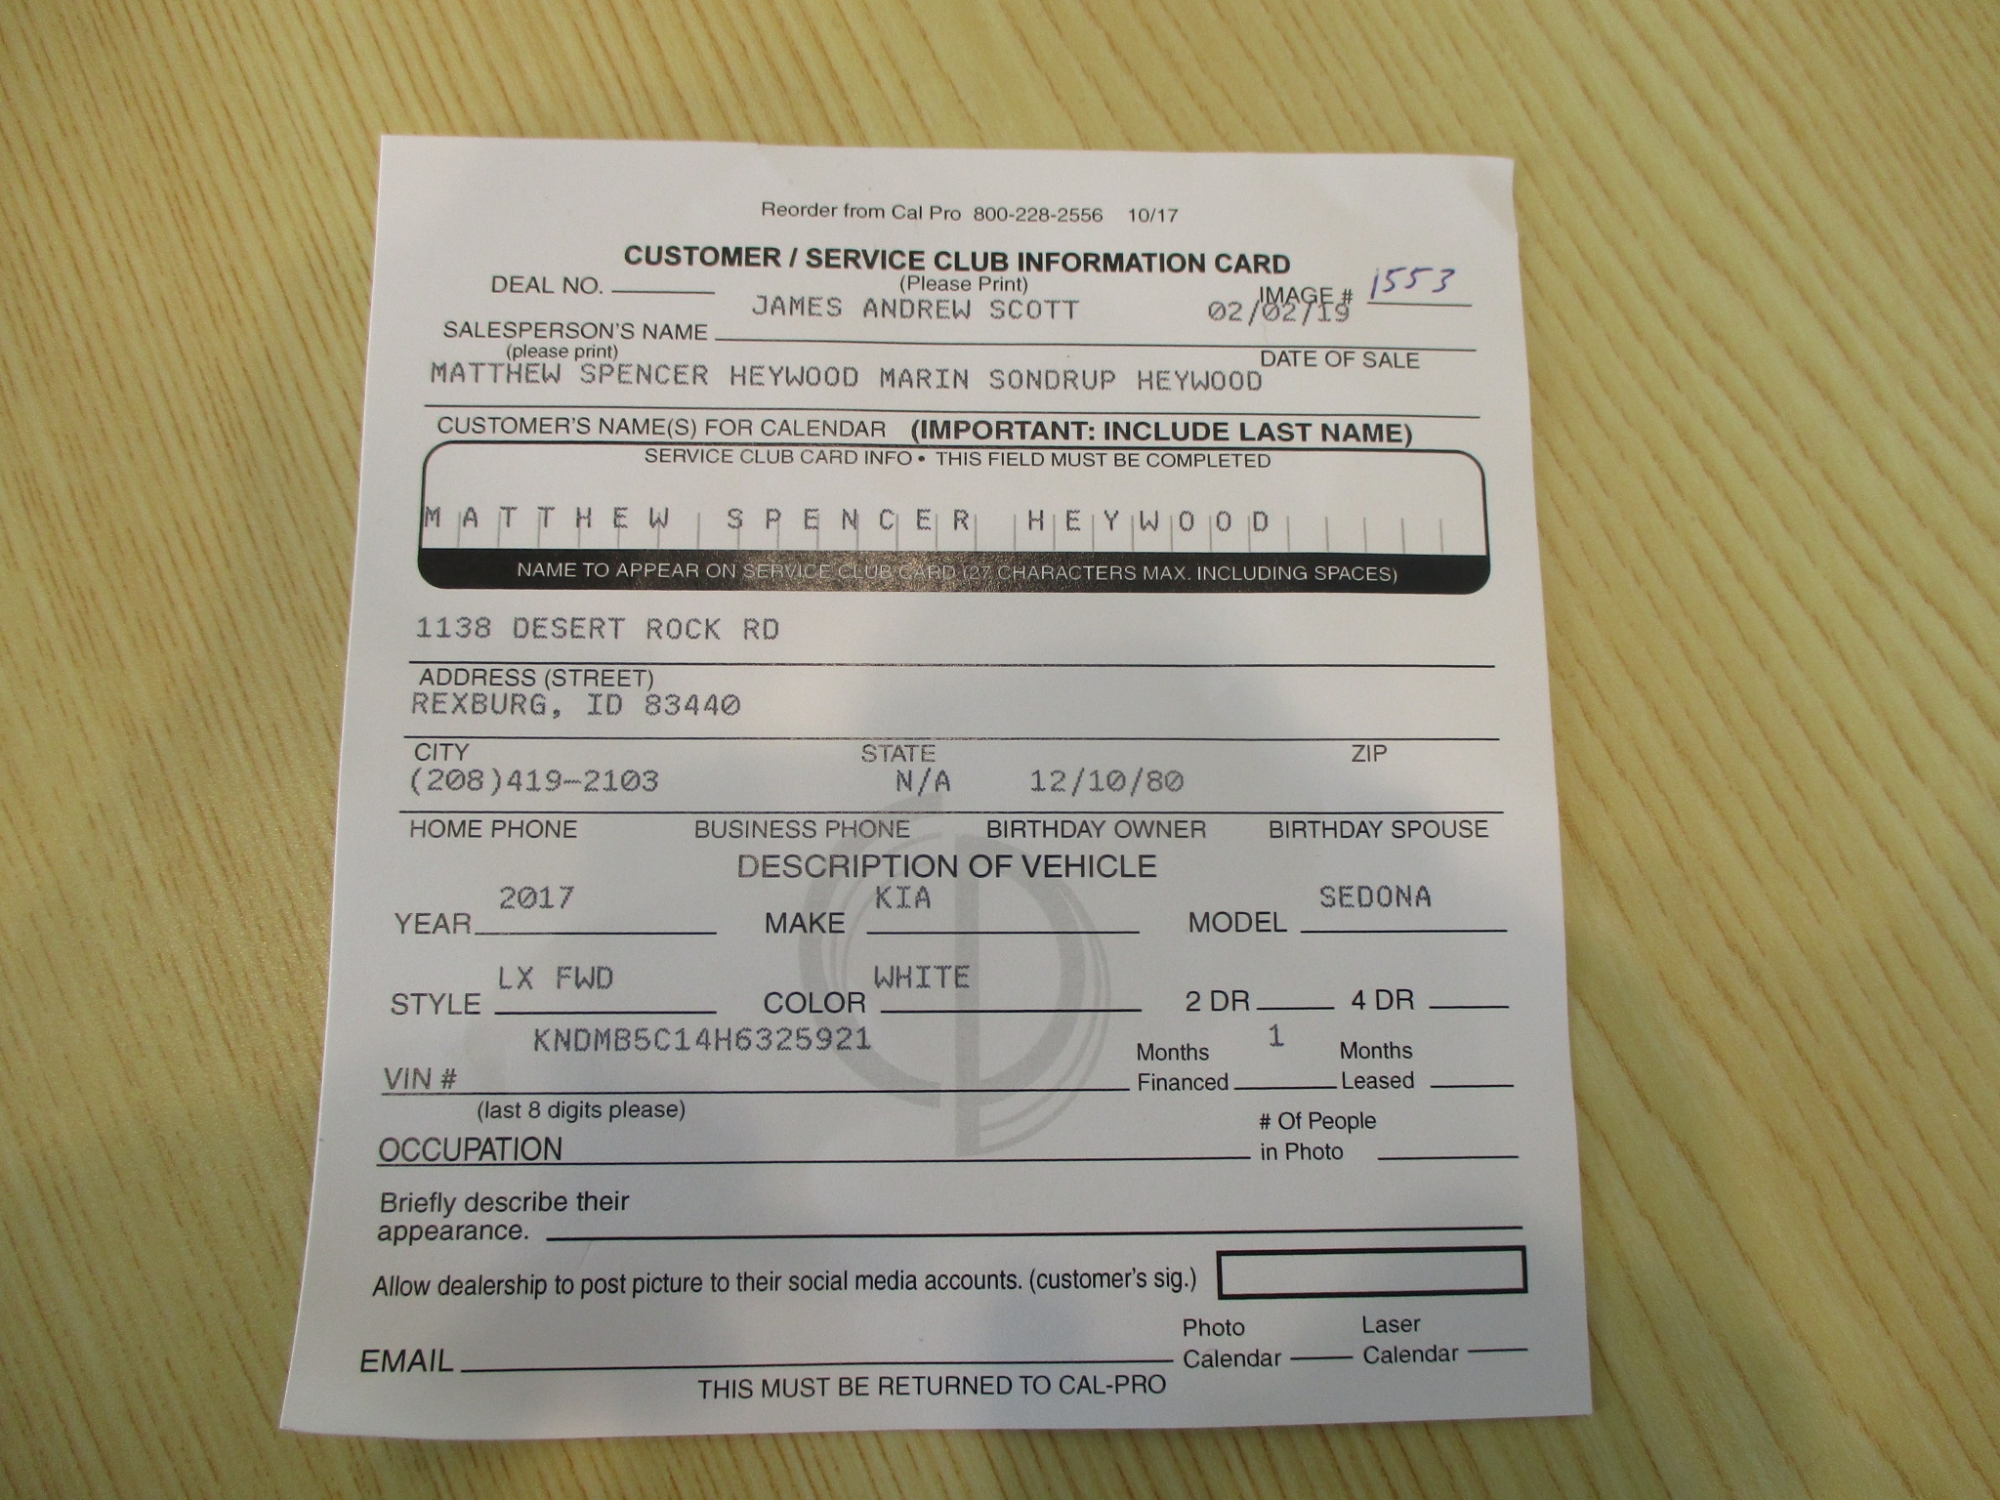 Reorder from Cal Pro 800-228-2556 10/17
CUSTOMER / SERVICE CLUB INFORMATION CARD
DEAL NO. (Please Print) IMAGE # 1553
JAMES ANDREW SCOTT 02/02/19
SALESPERSON'S NAME
(please print) DATE OF SALE
MATTHEW SPENCER HEYWOOD MARIN SONDRUP HEYWOOD
CUSTOMER'S NAME(S) FOR CALENDAR (IMPORTANT: INCLUDE LAST NAME)
SERVICE CLUB CARD INFO • THIS FIELD MUST BE COMPLETED
MATTHEW SPENCER HEYWOOD
NAME TO APPEAR ON SERVICE CLUB CARD (27 CHARACTERS MAX. INCLUDING SPACES)
1138 DESERT ROCK RD
ADDRESS (STREET)
REXBURG, ID 83440
CITY STATE ZIP
(208)419-2103 N/A 12/10/80
HOME PHONE BUSINESS PHONE BIRTHDAY OWNER BIRTHDAY SPOUSE
DESCRIPTION OF VEHICLE
2017 KIA SEDONA
YEAR MAKE MODEL
LX FWD WHITE
STYLE COLOR 2 DR 4 DR
KNDMB5C14H6325921 Months 1 Months
VIN # Financed Leased
(last 8 digits please) # Of People
OCCUPATION in Photo
Briefly describe their
appearance.
Allow dealership to post picture to their social media accounts. (customer's sig.)
Photo Laser
EMAIL Calendar Calendar
THIS MUST BE RETURNED TO CAL-PRO